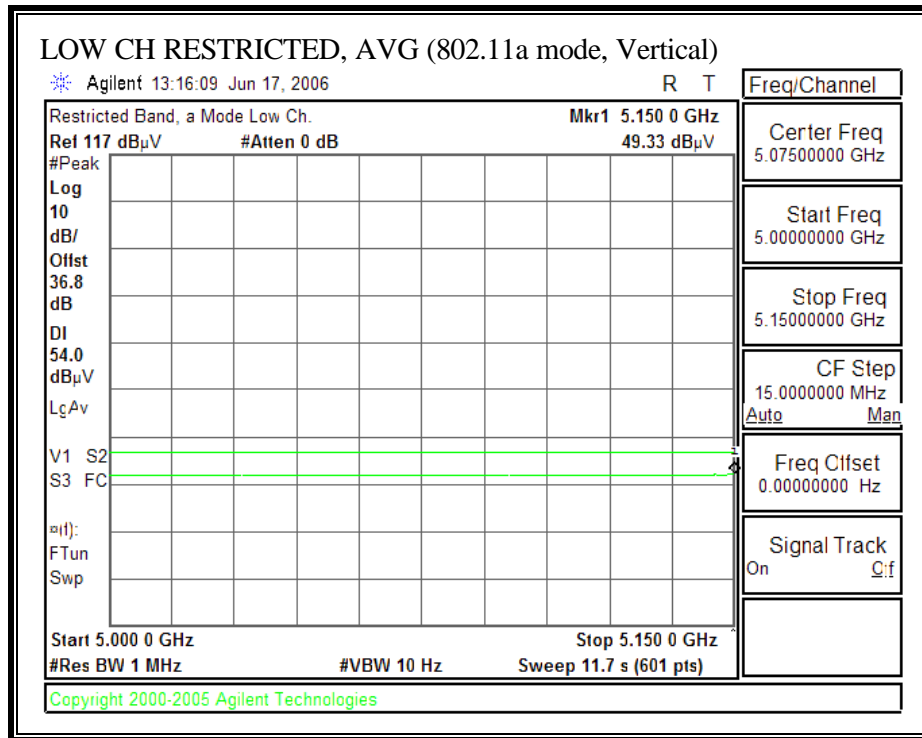 LOW CH RESTRICTED, AVG (802.11a mode, Vertical)
Agilent 13:16:09 Jun 17, 2006 R T
Restricted Band, a Mode Low Ch. Mkr1 5.150 0 GHz
Ref 117 dBµV #Atten 0 dB 49.33 dBµV
#Peak
Log
10
dB/
Offst
36.8
dB
DI
54.0
dBµV
LgAv
V1 S2
S3 FC
¤(f):
FTun
Swp
1
Start 5.000 0 GHz Stop 5.150 0 GHz
#Res BW 1 MHz #VBW 10 Hz Sweep 11.7 s (601 pts)
Copyright 2000-2005 Agilent Technologies
Freq/Channel
Center Freq
5.07500000 GHz
Start Freq
5.00000000 GHz
Stop Freq
5.15000000 GHz
CF Step
15.0000000 MHz
Auto Man
Freq Offset
0.00000000 Hz
Signal Track
On Off